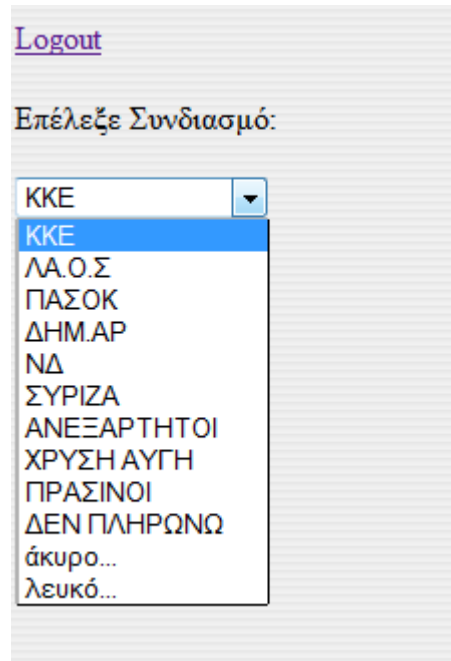 Logout
Επέλεξε Συνδιασμό:
ΚΚΕ
ΚΚΕ
ΛΑ.Ο.Σ
ΠΑΣΟΚ
ΔΗΜ.ΑΡ
ΝΔ
ΣΥΡΙΖΑ
ΑΝΕΞΑΡΤΗΤΟΙ
ΧΡΥΣΗ ΑΥΓΗ
ΠΡΑΣΙΝΟΙ
ΔΕΝ ΠΛΗΡΩΝΩ
άκυρο...
λευκό...